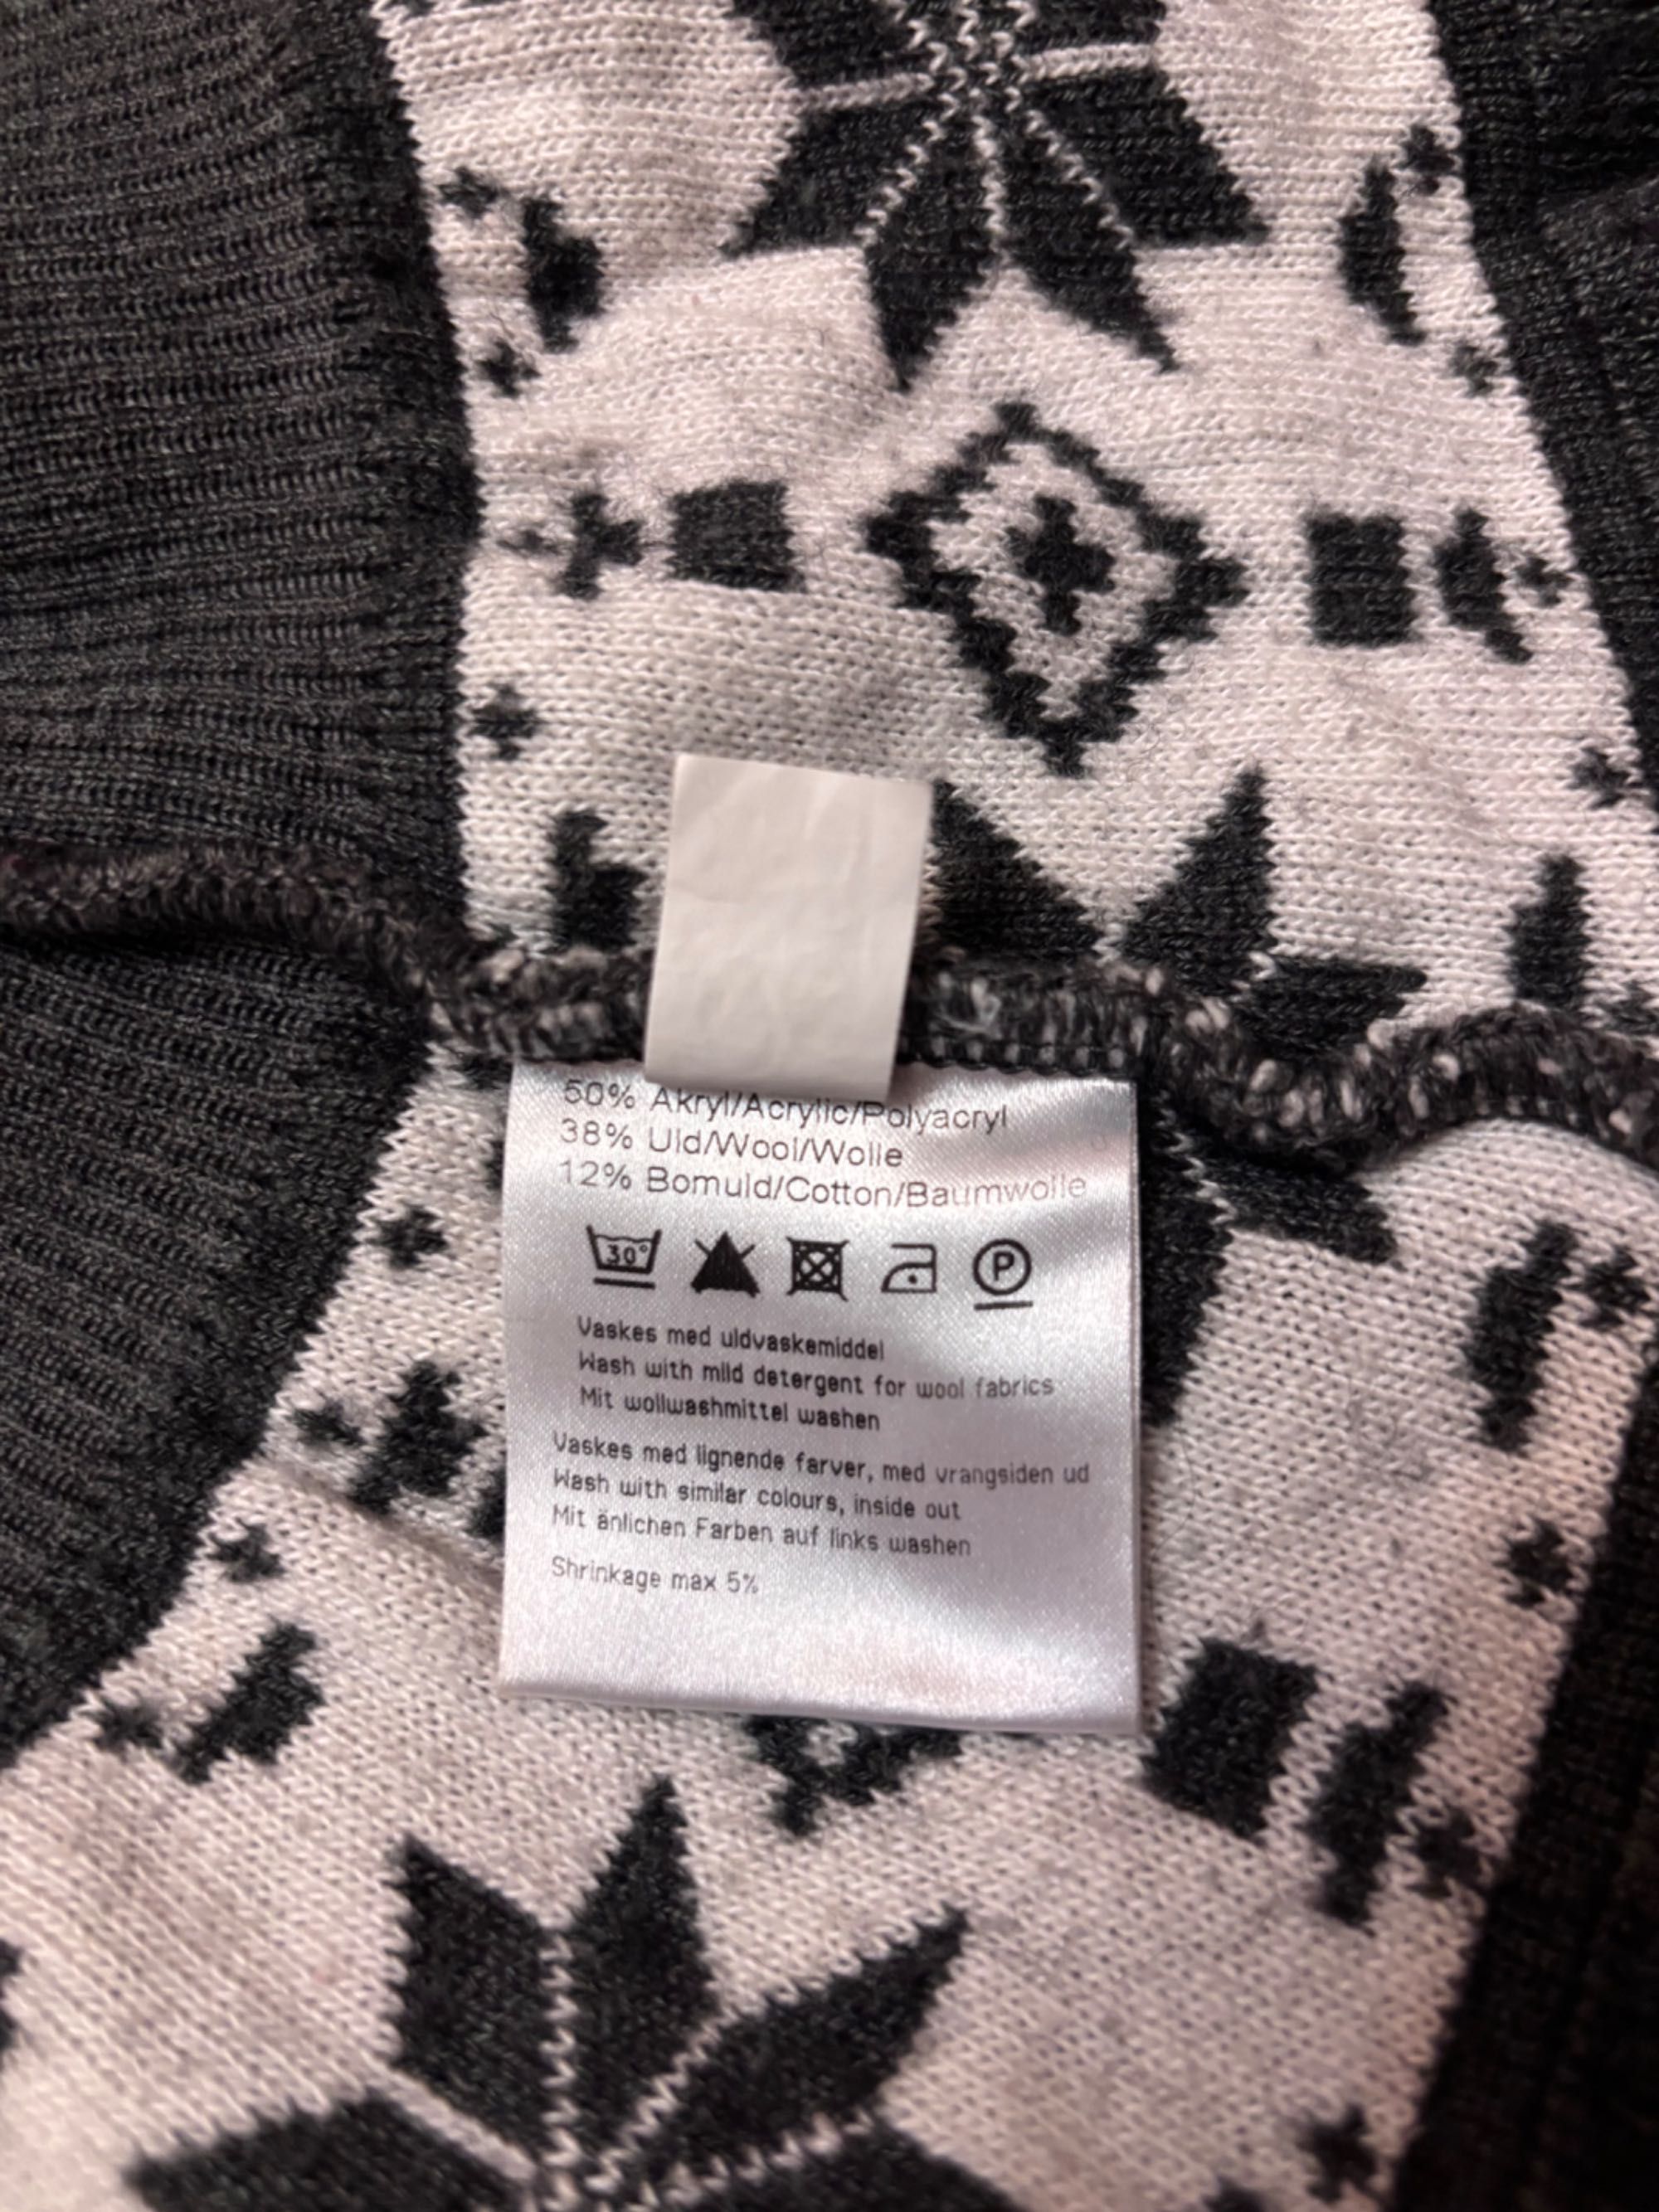 50% Akryl/Acrylic/Polyacryl
38% Uld/Wool/Wolle
12% Bomuld/Cotton/Baumwolle
30° P
Vaskes med uldvaskemiddel
Wash with mild detergent for wool fabrics
Mit wollwashmittel washen
Vaskes med lignende farver, med vrangsiden ud
Wash with similar colours, inside out
Mit änlichen Farben auf links washen
Shrinkage max 5%